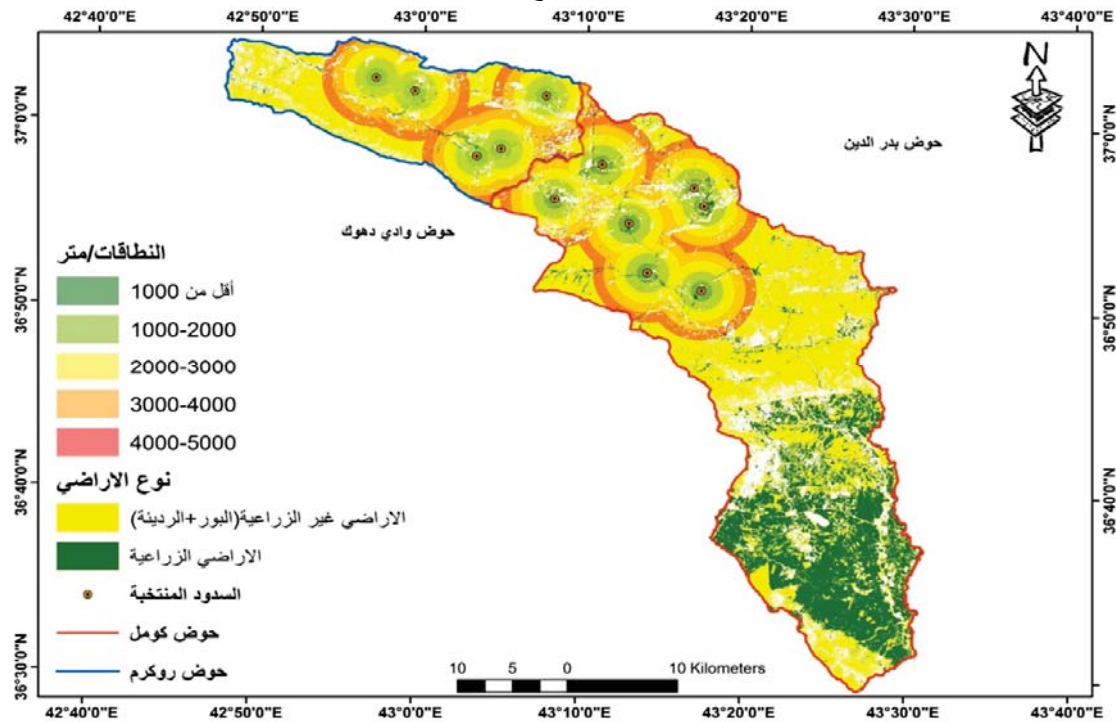 42°40'0"E 42°50'0"E 43°0'0"E 43°10'0"E 43°20'0"E 43°30'0"E 43°40'0"E
N
37°0'0"N
37°0'0"N
حوض بدر الدين
حوض وادي دهوك
النطاقات/متر
أقل من 1000
1000-2000
2000-3000
3000-4000
4000-5000
نوع الاراضي
الاراضي غير الزراعية(البور+الرديئة)
الاراضي الزراعية
السدود المنتخبة
حوض كومل
حوض روكرم
36°50'0"N
36°50'0"N
36°40'0"N
36°40'0"N
36°30'0"N
10 5 0 10 Kilometers
42°40'0"E 42°50'0"E 43°0'0"E 43°10'0"E 43°20'0"E 43°30'0"E 43°40'0"E